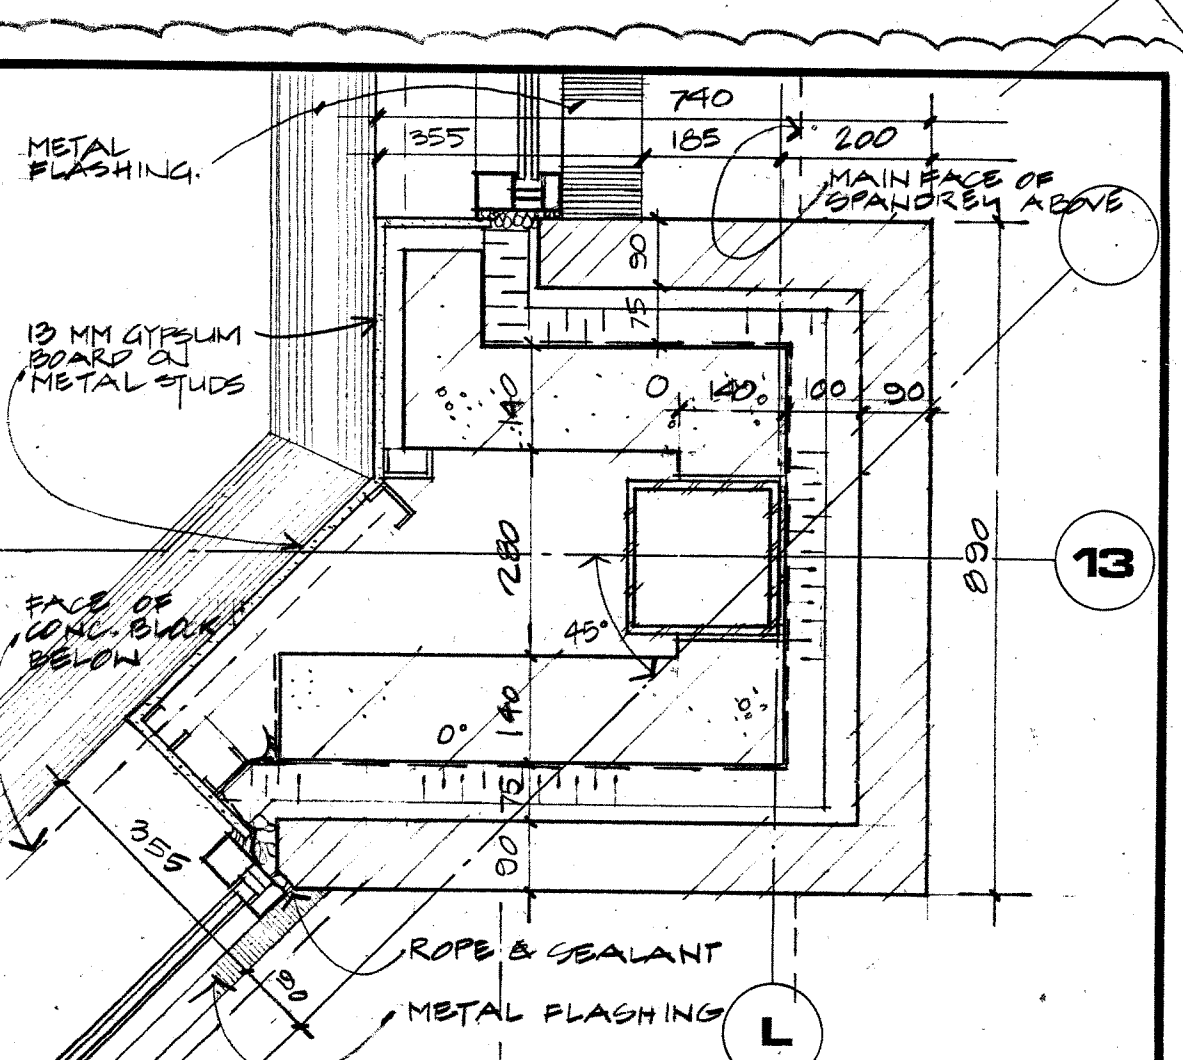 740
355
185
200
METAL
FLASHING.
MAIN FACE OF
SPANDREL ABOVE
90
75
13 MM GYPSUM
BOARD ON
METAL STUDS
140
0
140
100
90
280
890
13
FACE OF
CONC. BLOCK
BELOW
45°
140
0°
75
355
90
ROPE & SEALANT
90
METAL FLASHING
L